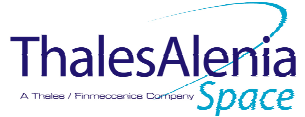 ThalesAlenia
A Thales / Finmeccanica Company
Space